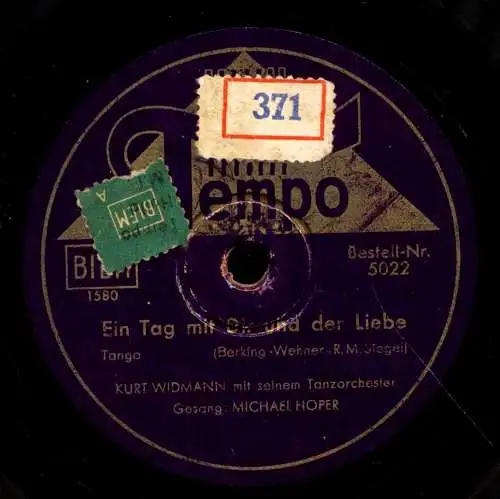 371
Tempo
BIEM
A
BIEM
1580
Bestell-Nr.
5022
Ein Tag mit Dir und der Liebe
Tango (Berking-Wehner-R.M.Siegel)
KURT WIDMANN mit seinem Tanzorchester
Gesang: MICHAEL HOPER